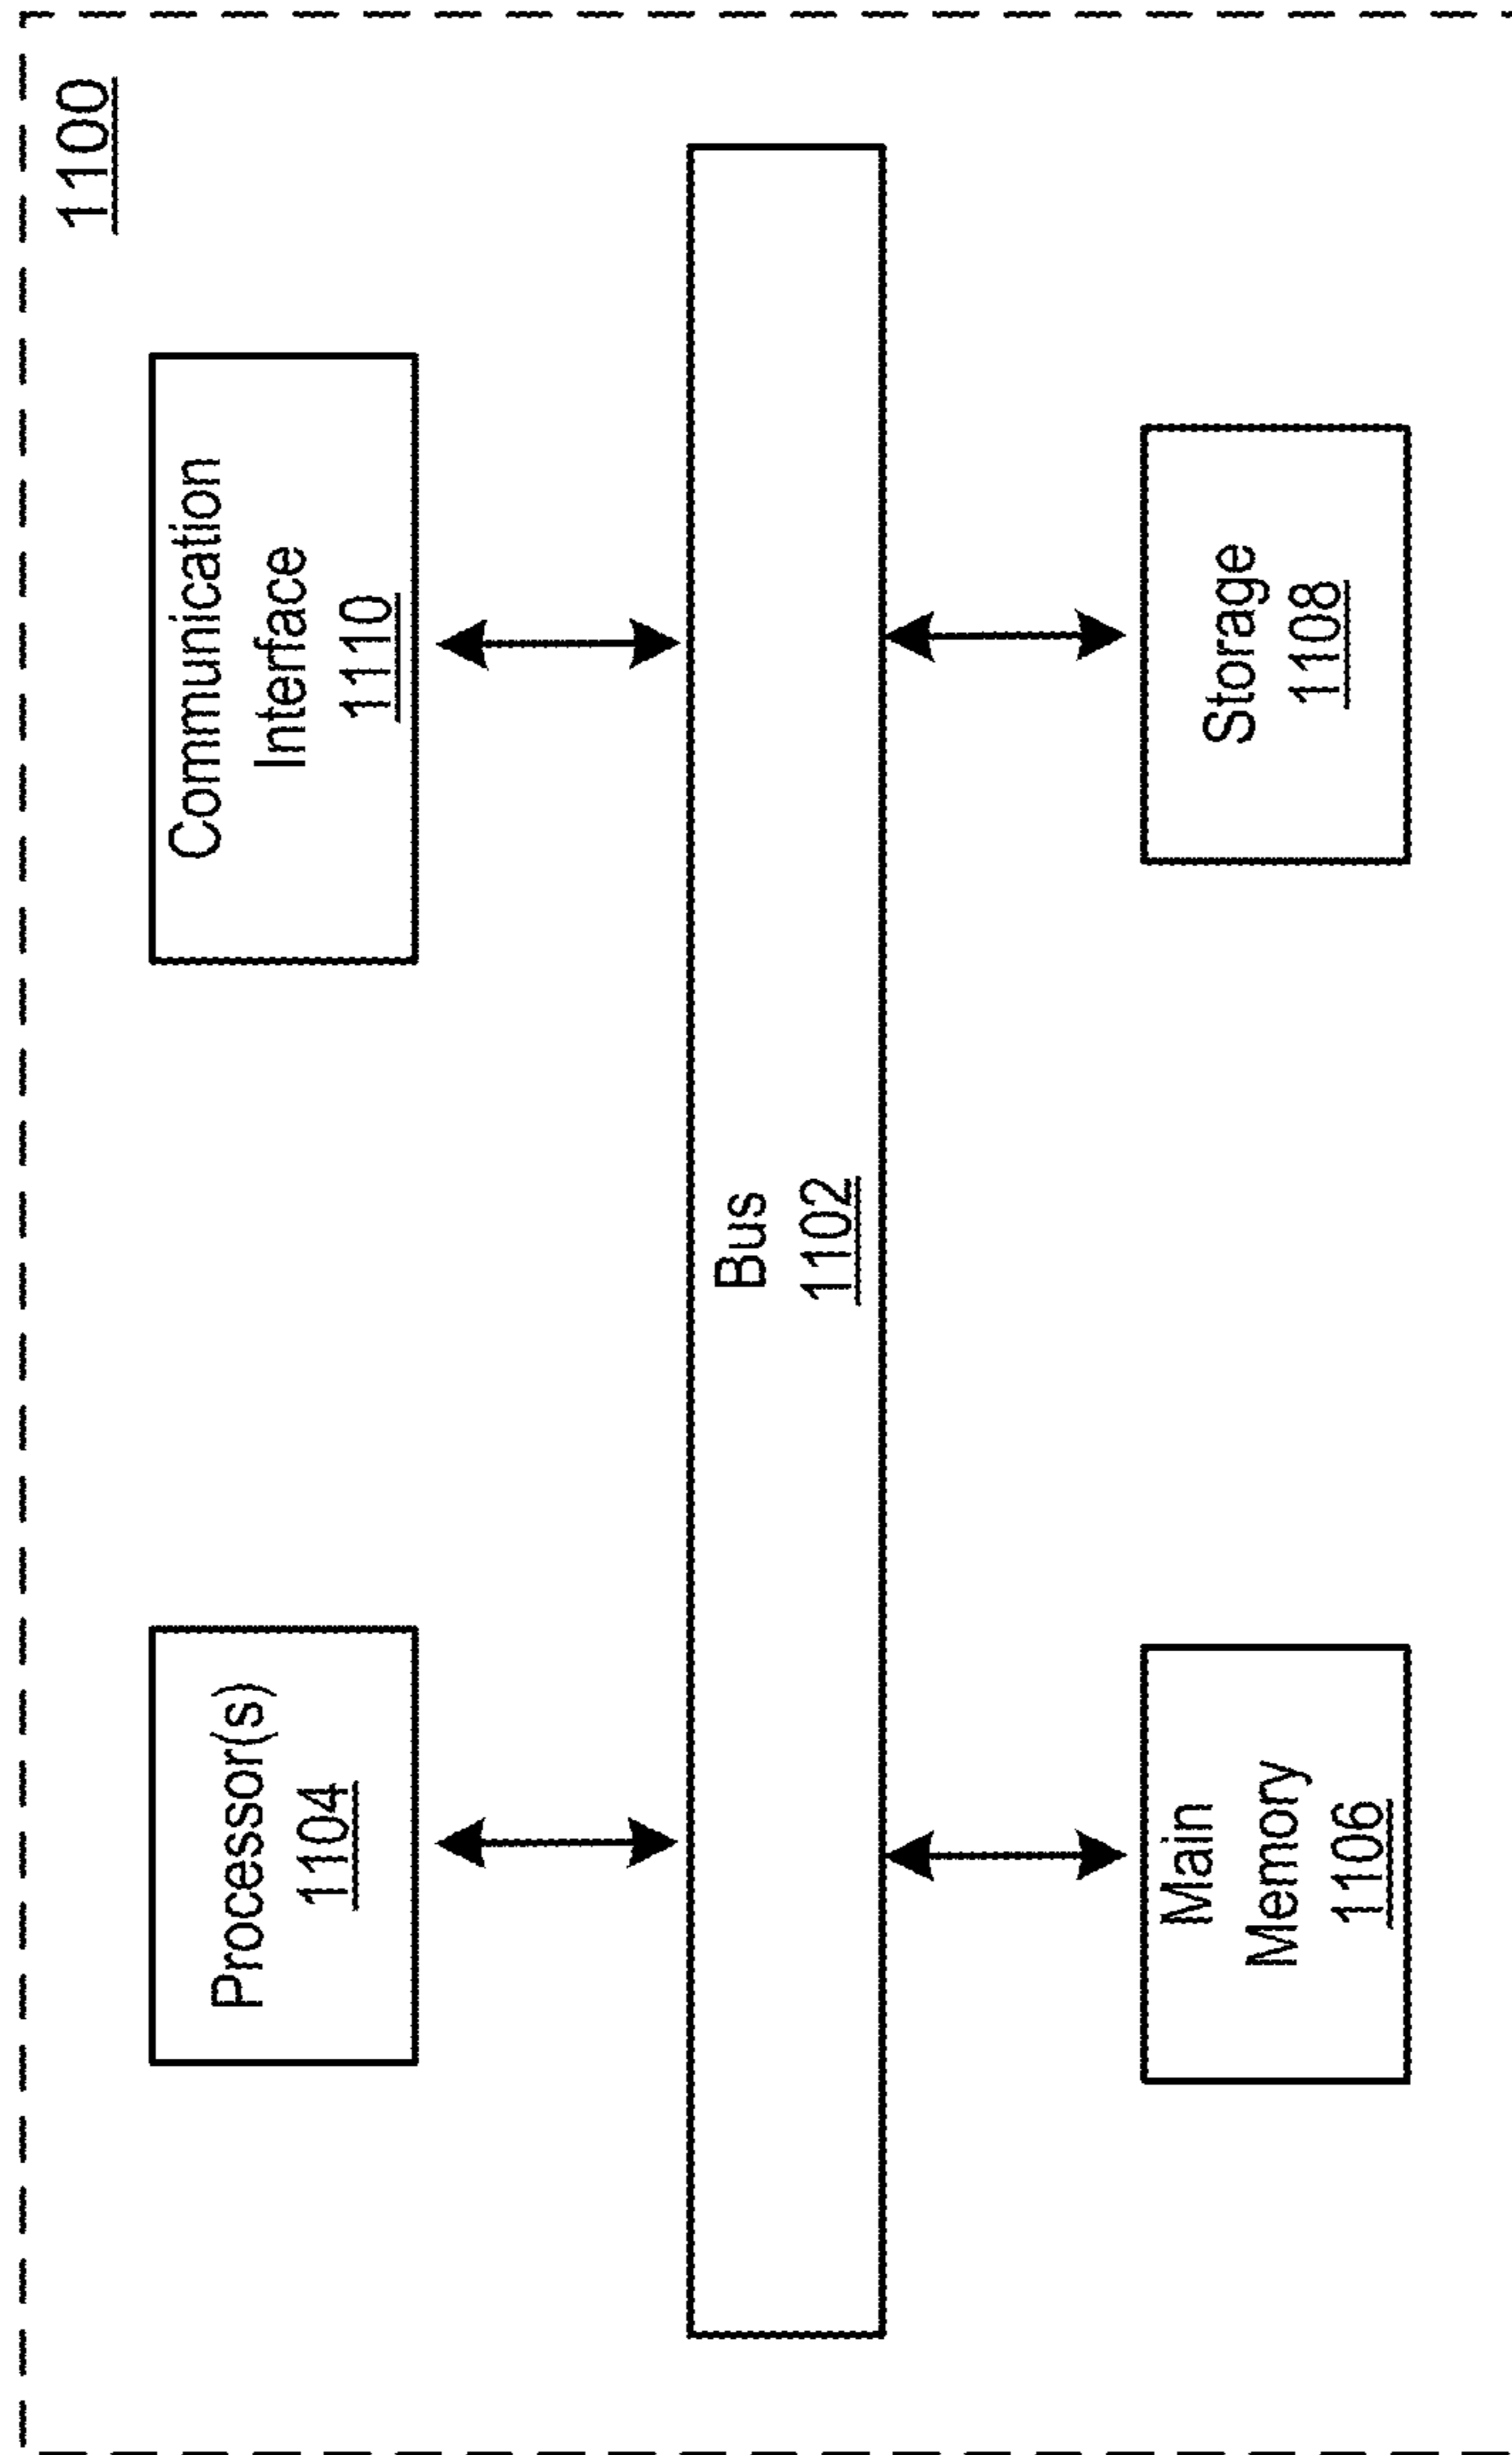 1100
Processor(s)
1104
Communication
Interface
1110
Bus
1102
Main
Memory
1106
Storage
1108